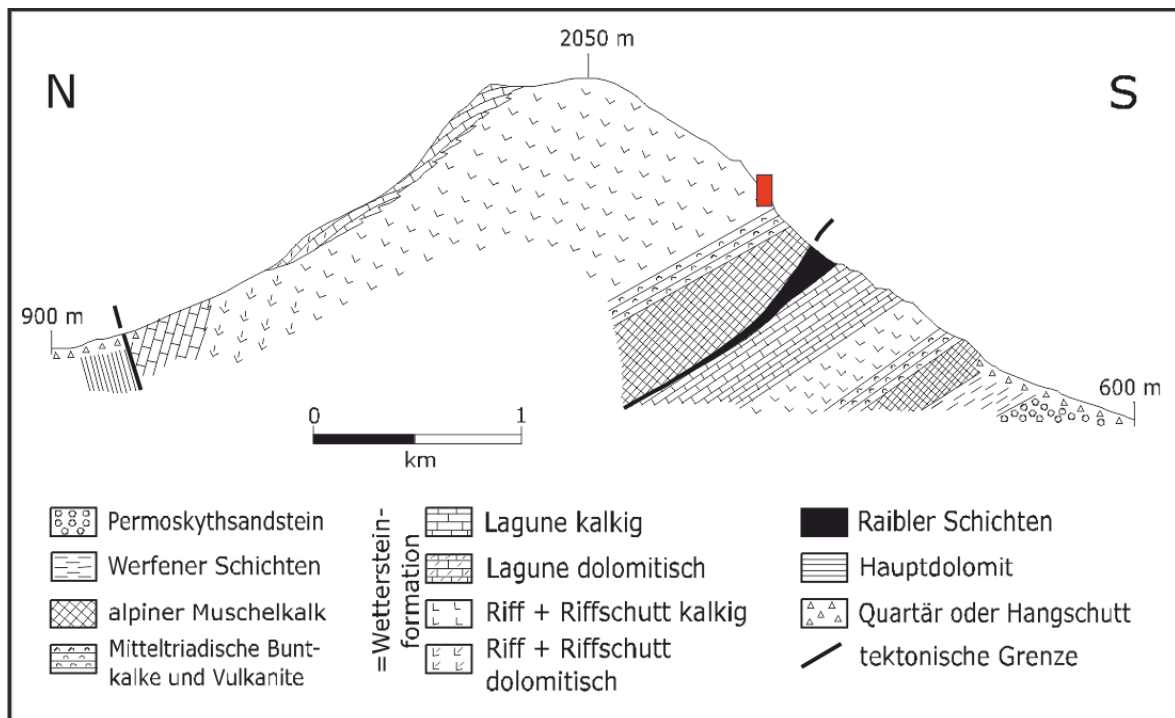 2050 m
N
S
900 m
600 m
0
1
km
Permoskythsandstein
Werfener Schichten
alpiner Muschelkalk
Mitteltriadische Bunt-
kalke und Vulkanite
=Wetterstein-
formation
Lagune kalkig
Lagune dolomitisch
Riff + Riffschutt kalkig
Riff + Riffschutt
dolomitisch
Raibler Schichten
Hauptdolomit
Quartär oder Hangschutt
tektonische Grenze